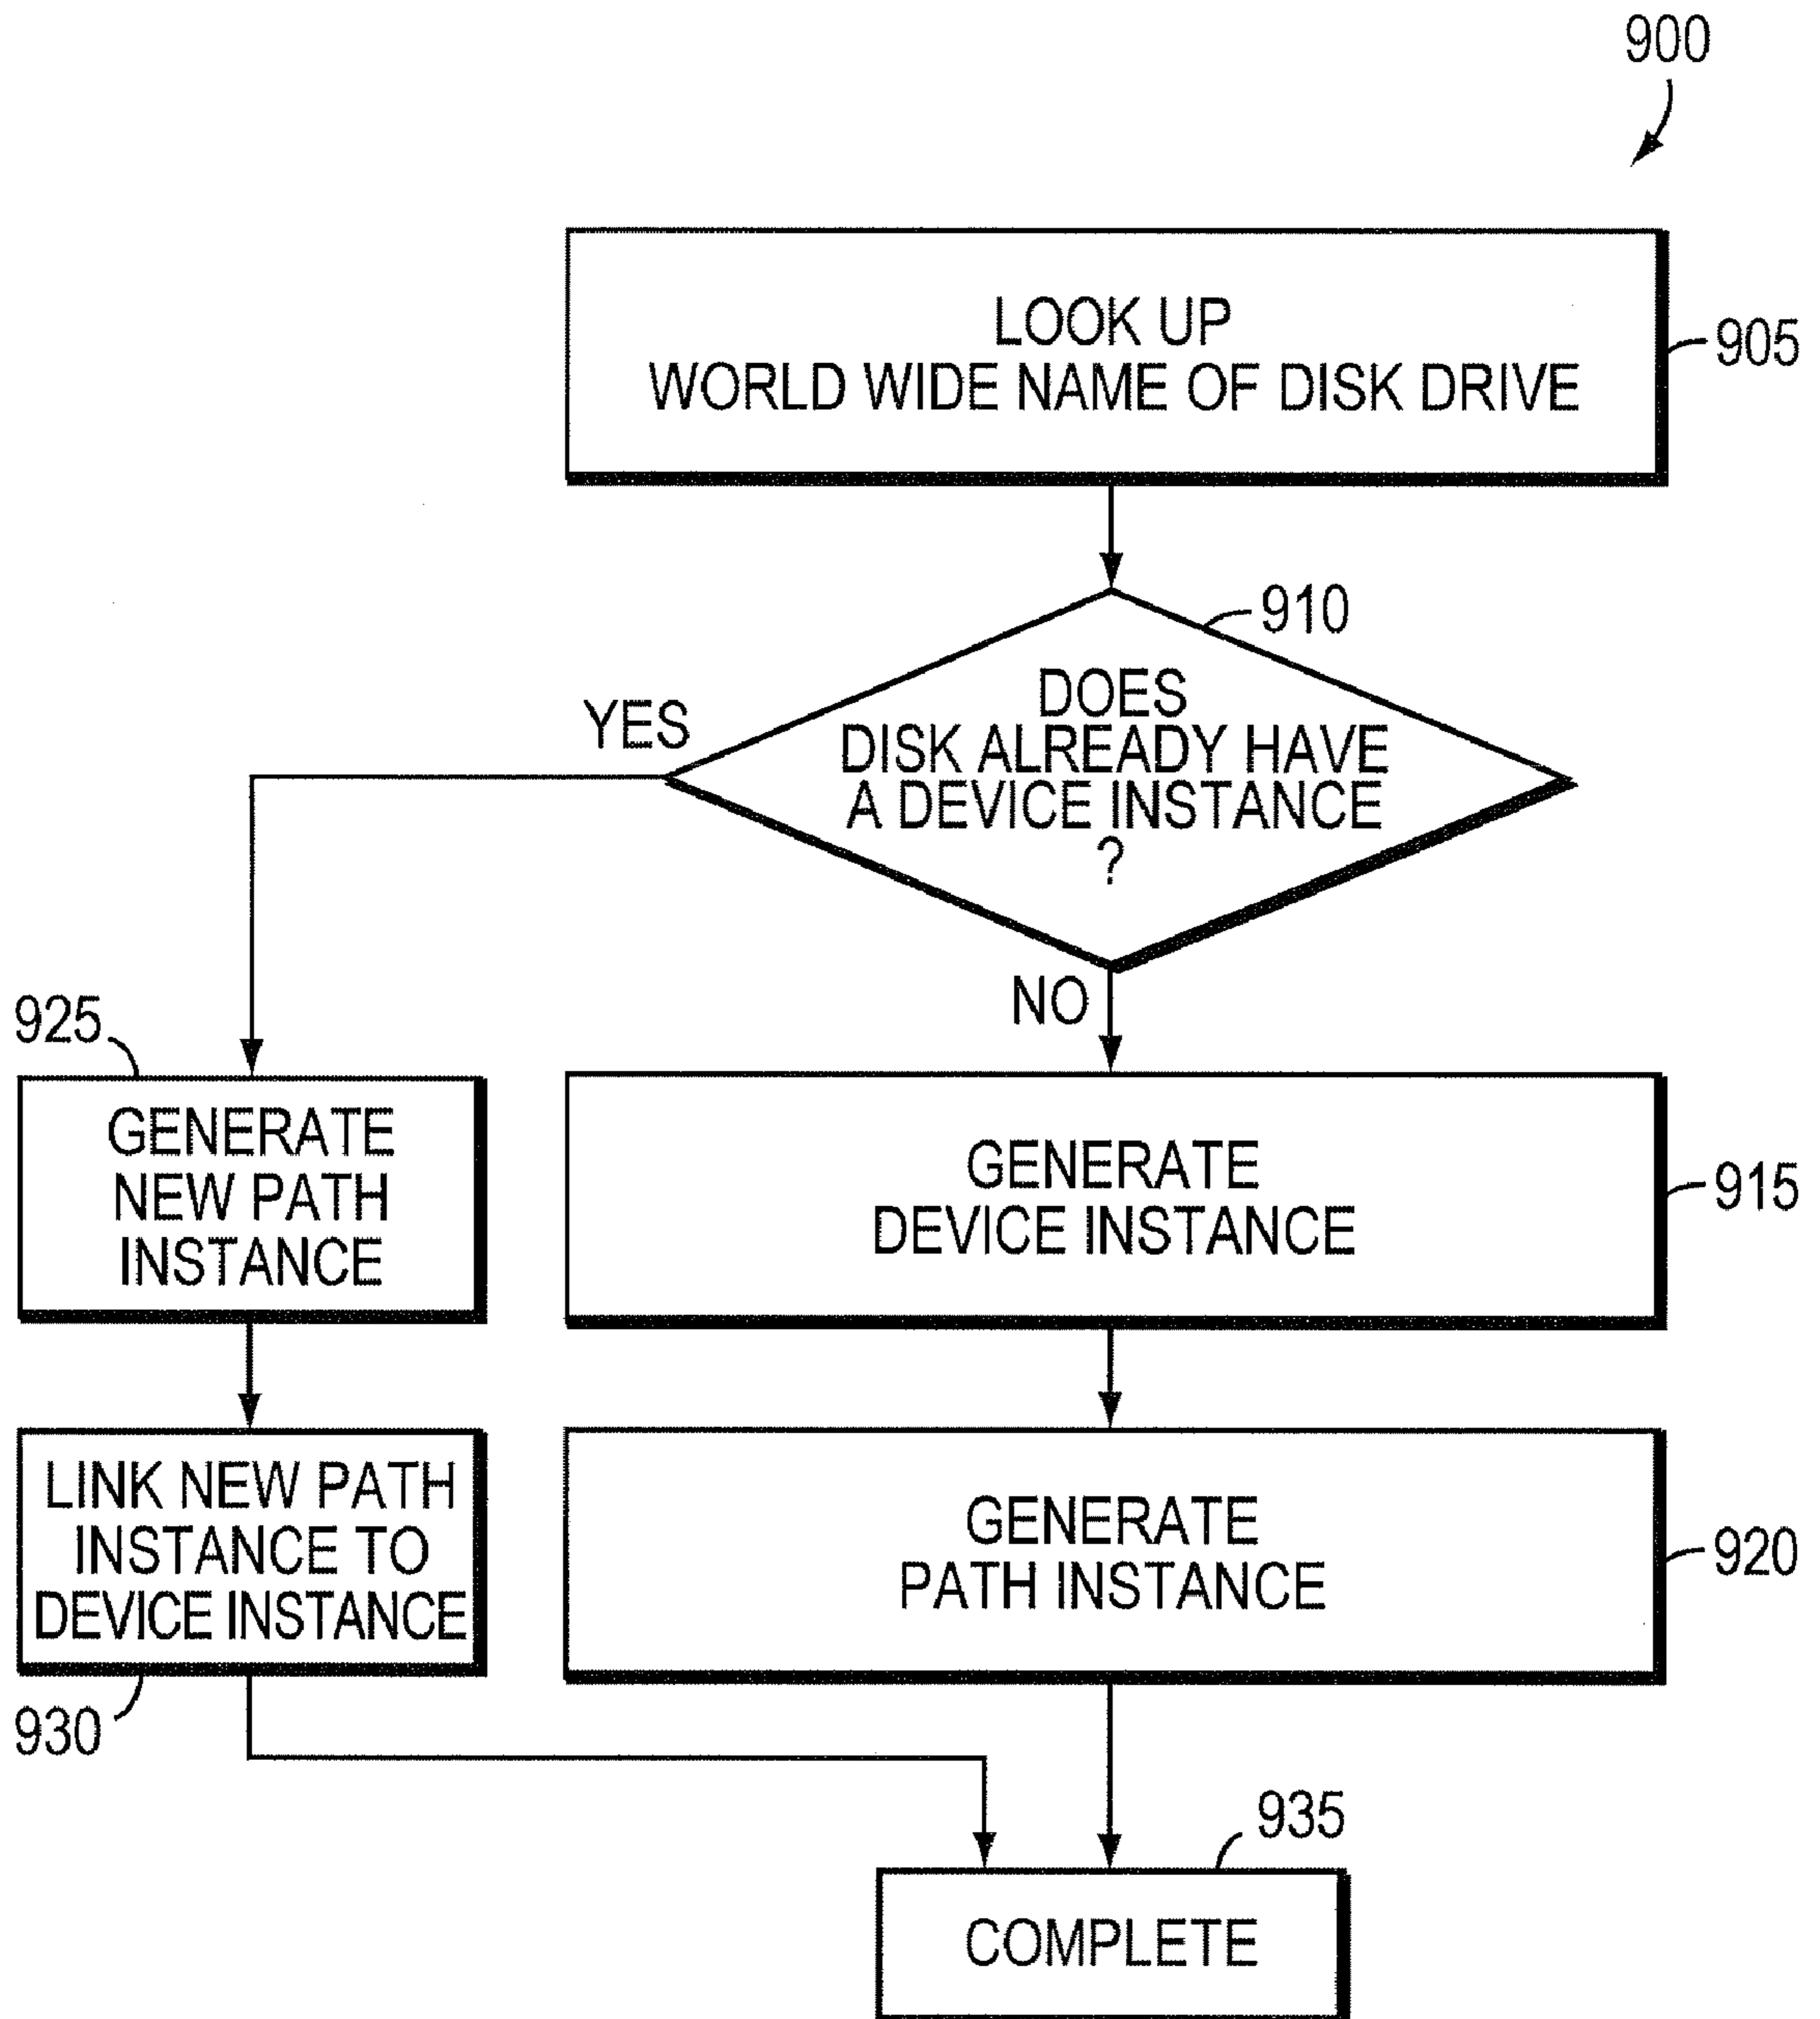 900
LOOK UP
WORLD WIDE NAME OF DISK DRIVE
905
910
DOES
DISK ALREADY HAVE
A DEVICE INSTANCE
?
YES
NO
925
GENERATE
NEW PATH
INSTANCE
GENERATE
DEVICE INSTANCE
915
LINK NEW PATH
INSTANCE TO
DEVICE INSTANCE
930
GENERATE
PATH INSTANCE
920
935
COMPLETE